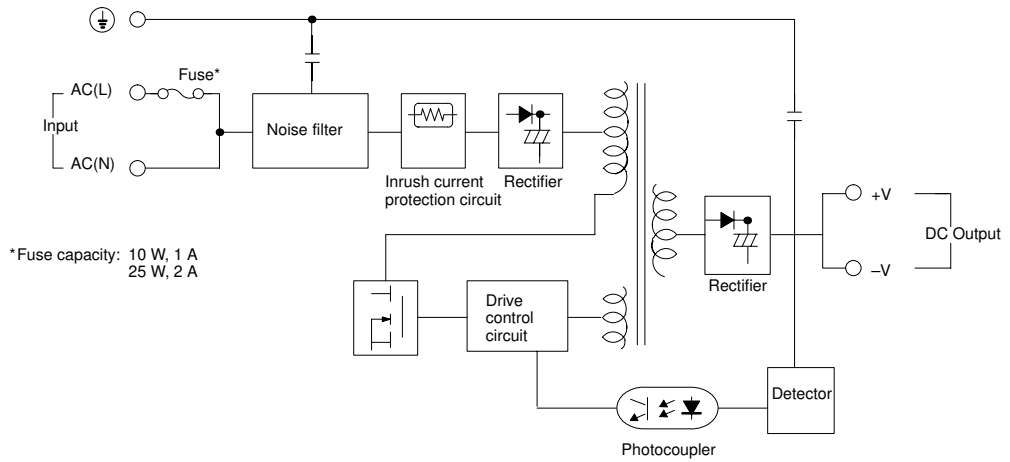 Fuse*
AC(L)
Input
AC(N)
Noise filter
Inrush current
protection circuit
Rectifier
+V
DC Output
–V
Rectifier
*Fuse capacity: 10 W, 1 A
25 W, 2 A
Drive
control
circuit
Detector
Photocoupler